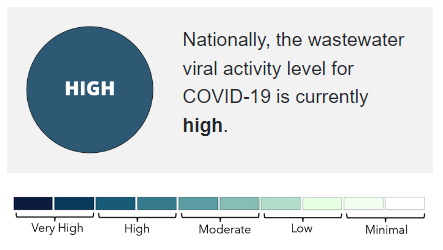 HIGH
Nationally, the wastewater
viral activity level for
COVID-19 is currently
high.
Very High High Moderate Low Minimal